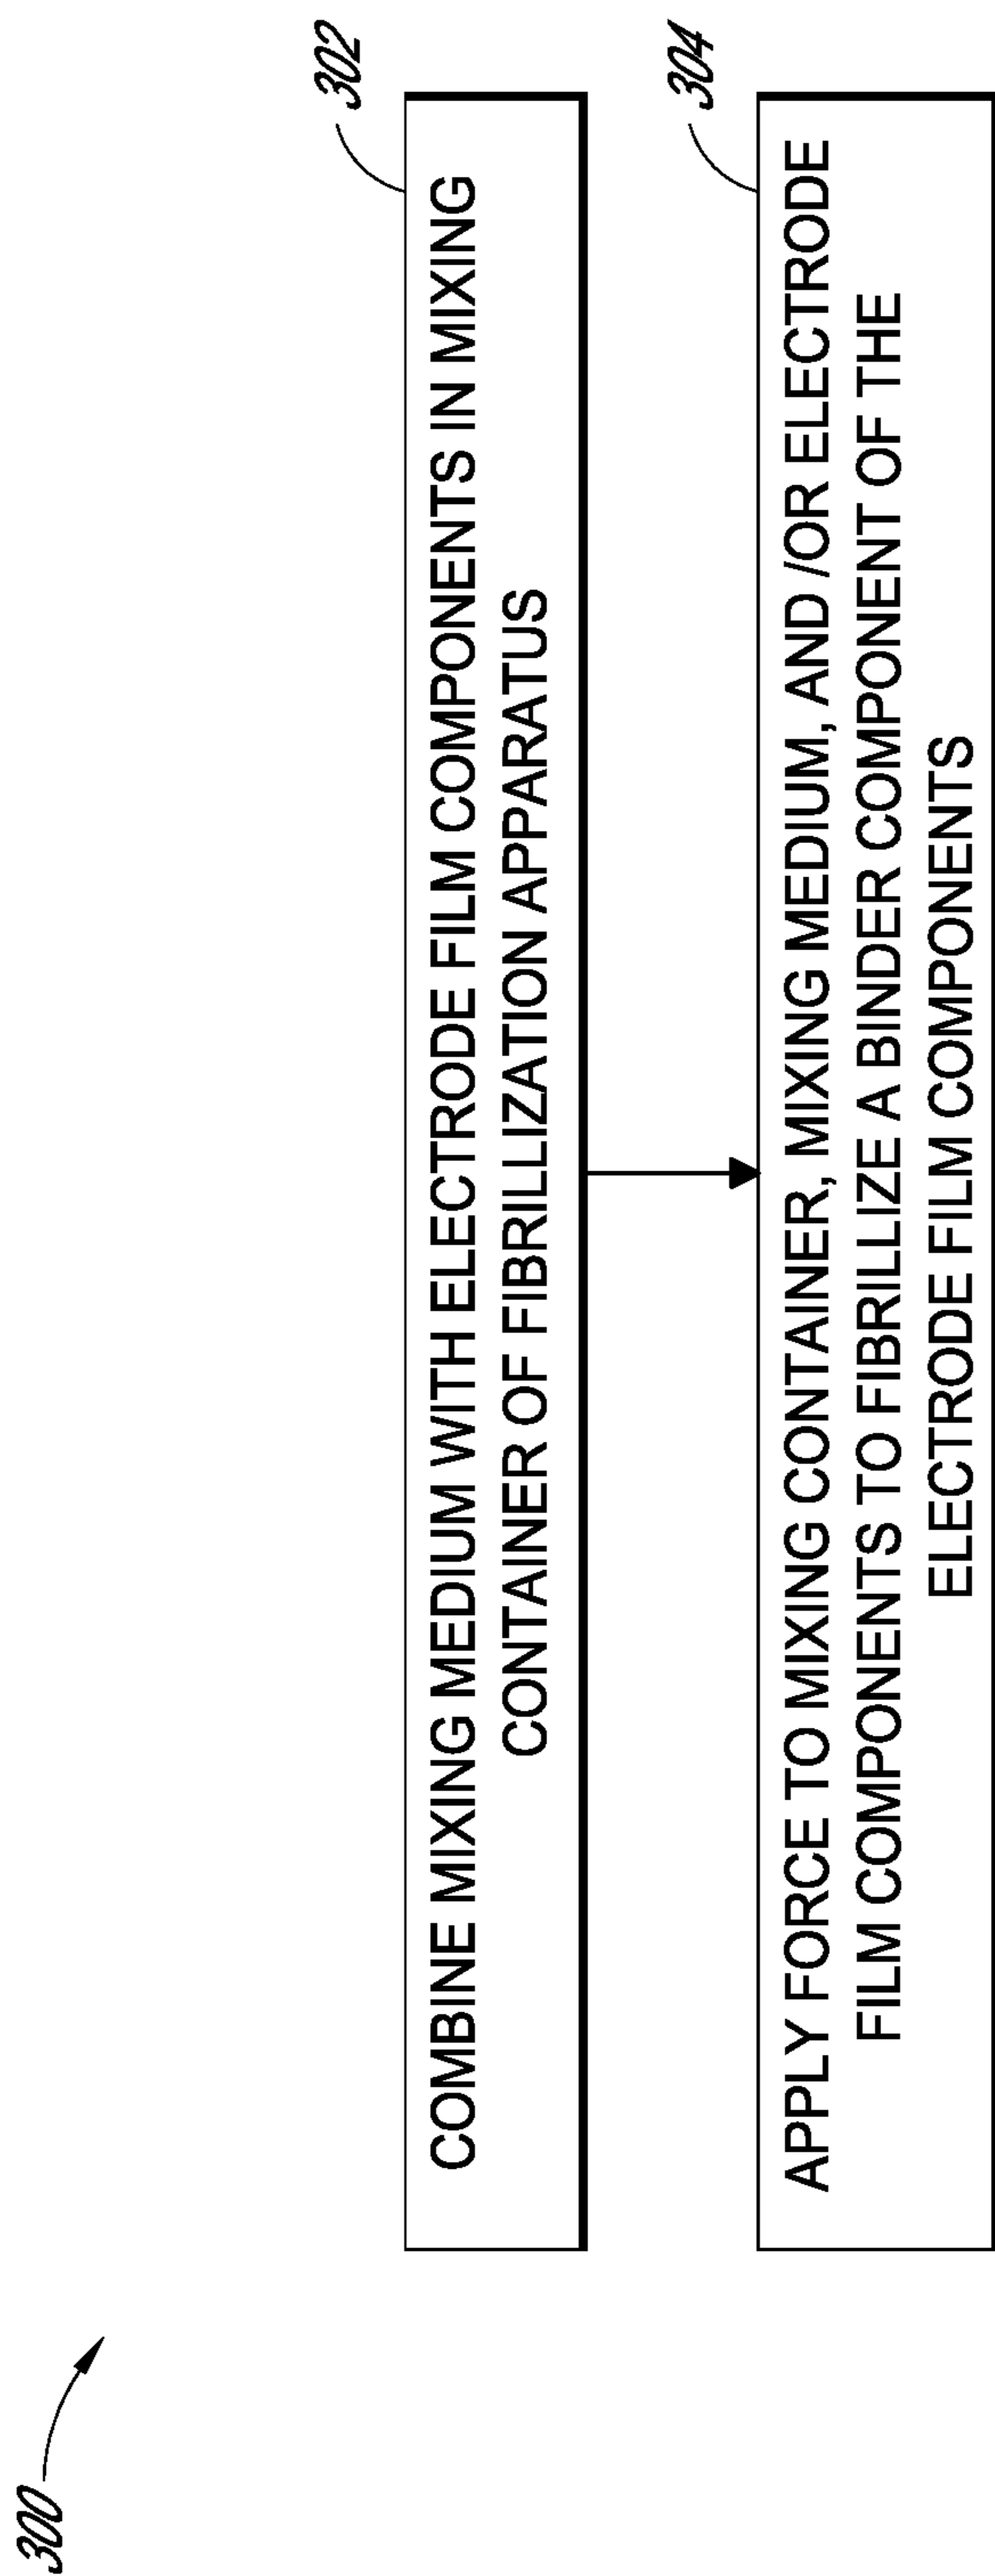 300
302
COMBINE MIXING MEDIUM WITH ELECTRODE FILM COMPONENTS IN MIXING
CONTAINER OF FIBRILLIZATION APPARATUS
304
APPLY FORCE TO MIXING CONTAINER, MIXING MEDIUM, AND /OR ELECTRODE
FILM COMPONENTS TO FIBRILLIZE A BINDER COMPONENT OF THE
ELECTRODE FILM COMPONENTS